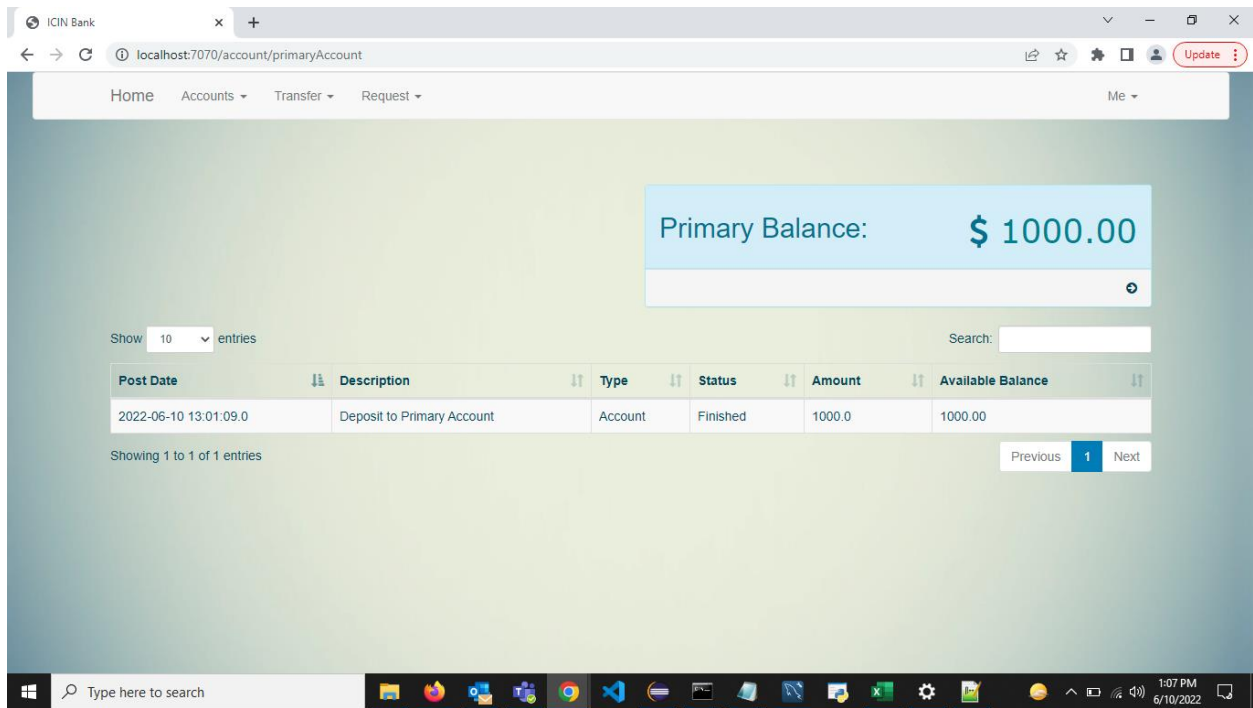 ICIN Bank
localhost:7070/account/primaryAccount
Update
Home Accounts Transfer Request Me
Primary Balance: $ 1000.00
Show 10 entries Search:
Post Date Description Type Status Amount Available Balance
2022-06-10 13:01:09.0 Deposit to Primary Account Account Finished 1000.0 1000.00
Showing 1 to 1 of 1 entries Previous 1 Next
Type here to search
1:07 PM
6/10/2022